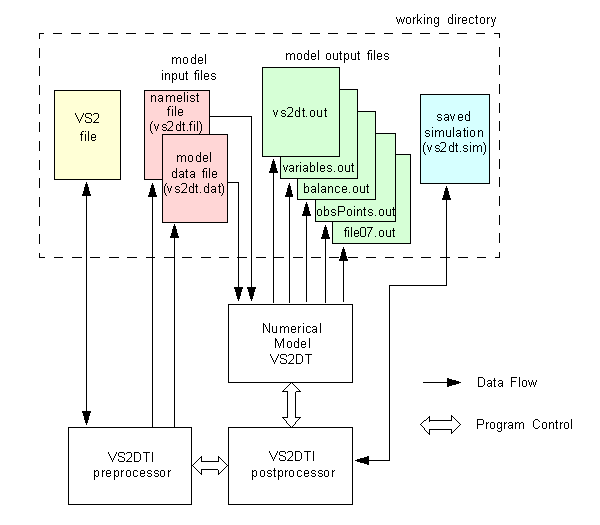 working directory
model
input files
model output files
VS2
file
namelist
file
(vs2dt.fil)
model
data file
(vs2dt.dat)
vs2dt.out
variables.out
balance.out
obsPoints.out
file07.out
saved
simulation
(vs2dt.sim)
Numerical
Model
VS2DT
Data Flow
Program Control
VS2DTI
preprocessor
VS2DTI
postprocessor